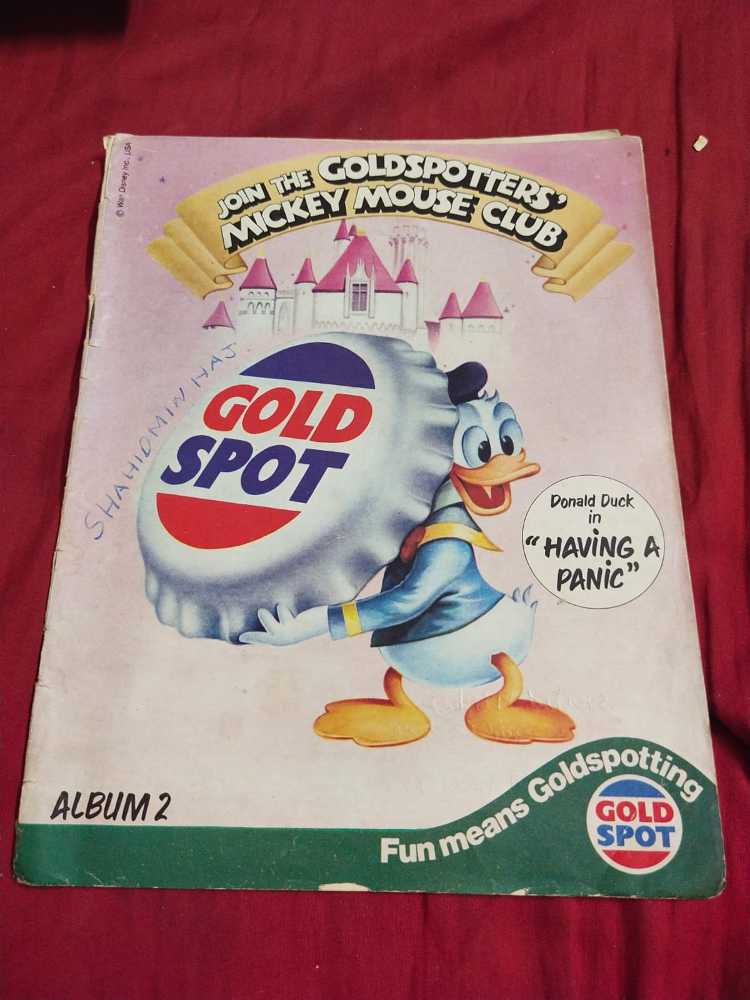 © Walt Disney Inc. USA
JOIN THE GOLDSPOTTERS'
MICKEY MOUSE CLUB
SHAHIDMIN HAJ
GOLD
SPOT
Donald Duck
in
"HAVING A
PANIC"
ALBUM 2
Fun means Goldspotting
GOLD
SPOT